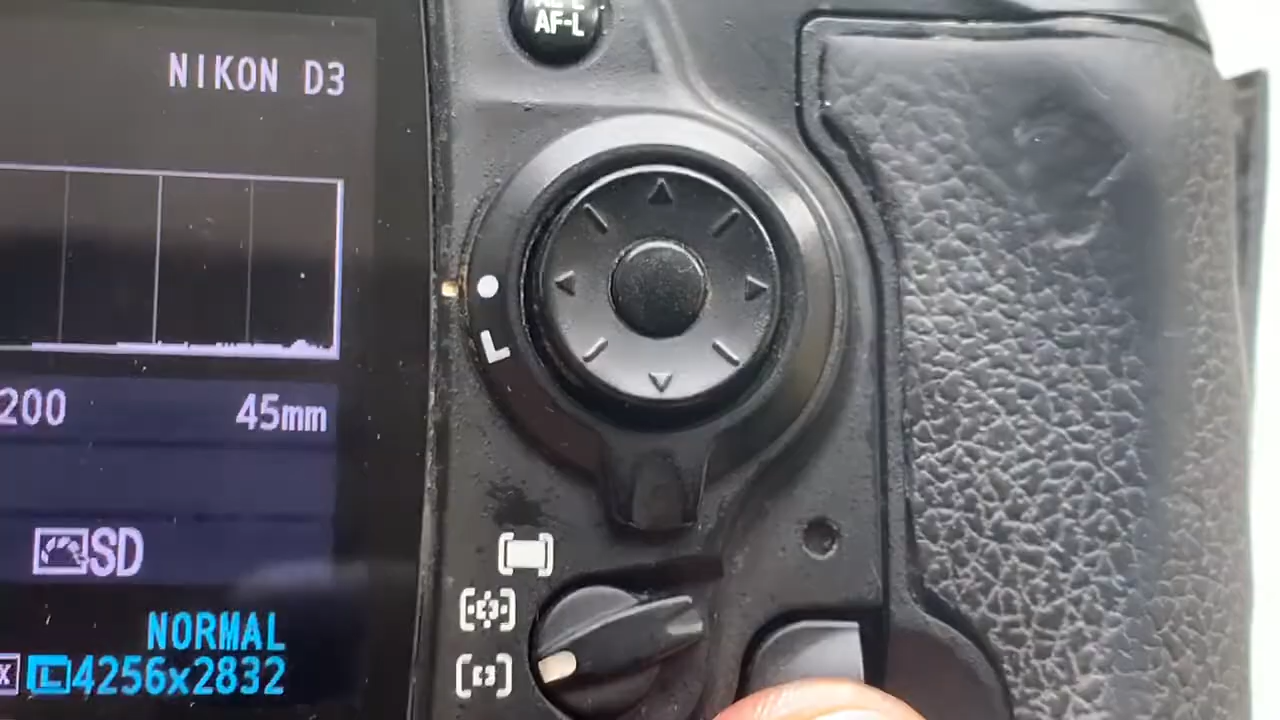 AF-L
NIKON D3
L
200 45mm
SD
NORMAL
L 4256x2832